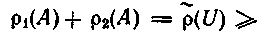 ρ₁(A) + ρ₂(A) = ρ̃(U) ⩾